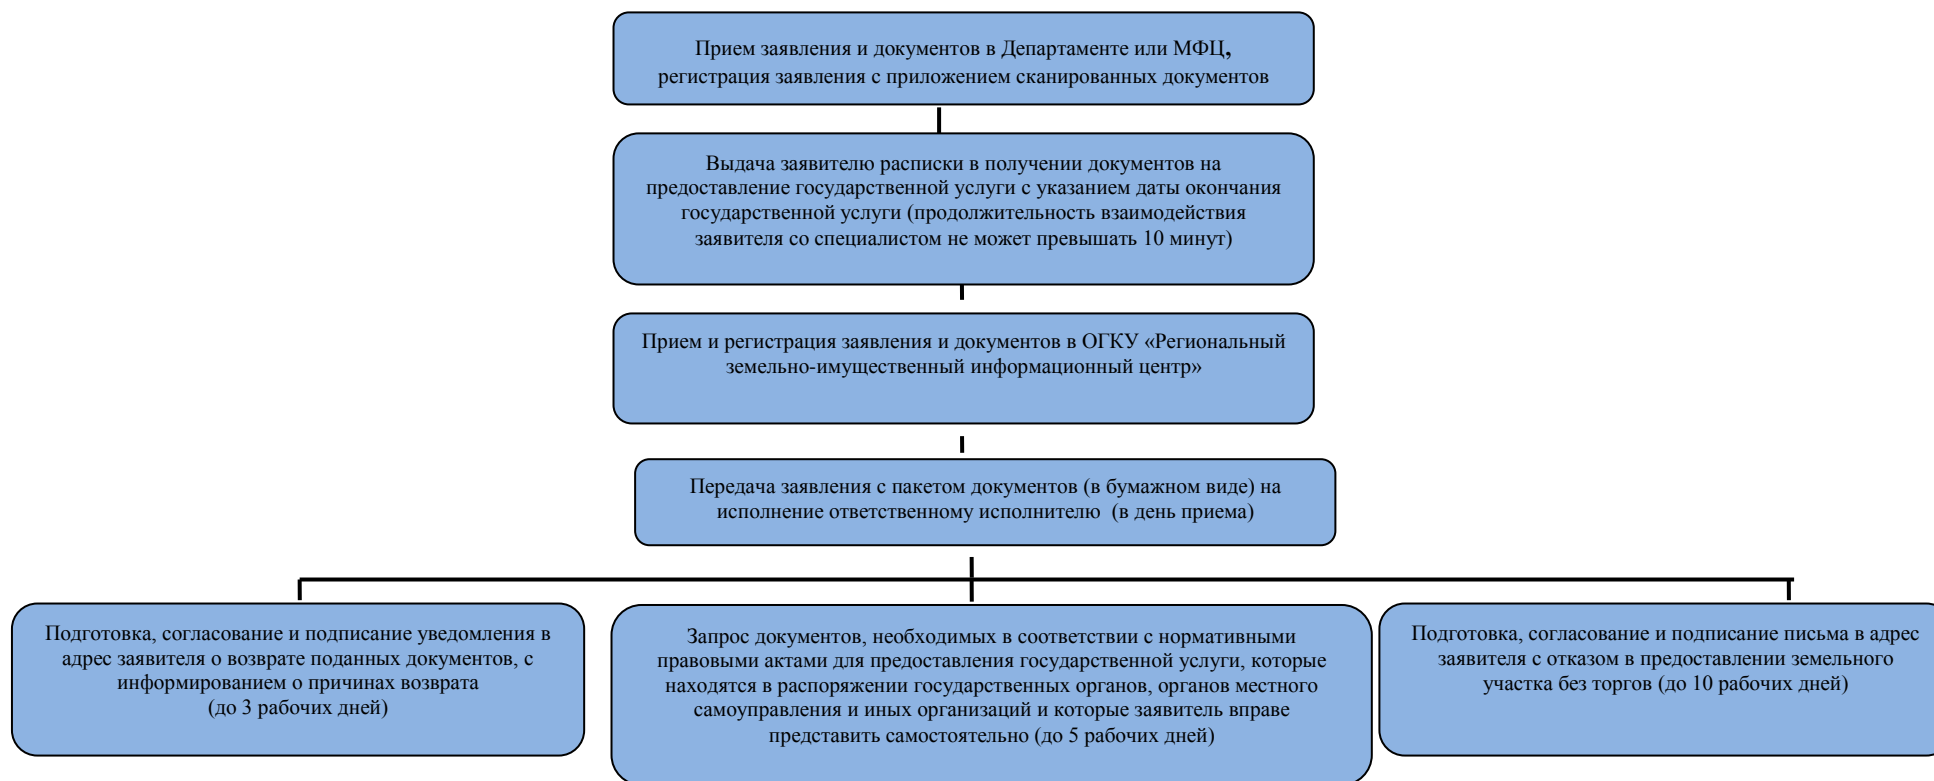 Прием заявления и документов в Департаменте или МФЦ,
регистрация заявления с приложением сканированных документов
Выдача заявителю расписки в получении документов на
предоставление государственной услуги с указанием даты окончания
государственной услуги (продолжительность взаимодействия
заявителя со специалистом не может превышать 10 минут)
Прием и регистрация заявления и документов в ОГКУ «Региональный
земельно-имущественный информационный центр»
Передача заявления с пакетом документов (в бумажном виде) на
исполнение ответственному исполнителю (в день приема)
Подготовка, согласование и подписание уведомления в
адрес заявителя о возврате поданных документов, с
информированием о причинах возврата
(до 3 рабочих дней)
Запрос документов, необходимых в соответствии с нормативными
правовыми актами для предоставления государственной услуги, которые
находятся в распоряжении государственных органов, органов местного
самоуправления и иных организаций и которые заявитель вправе
представить самостоятельно (до 5 рабочих дней)
Подготовка, согласование и подписание письма в адрес
заявителя с отказом в предоставлении земельного
участка без торгов (до 10 рабочих дней)